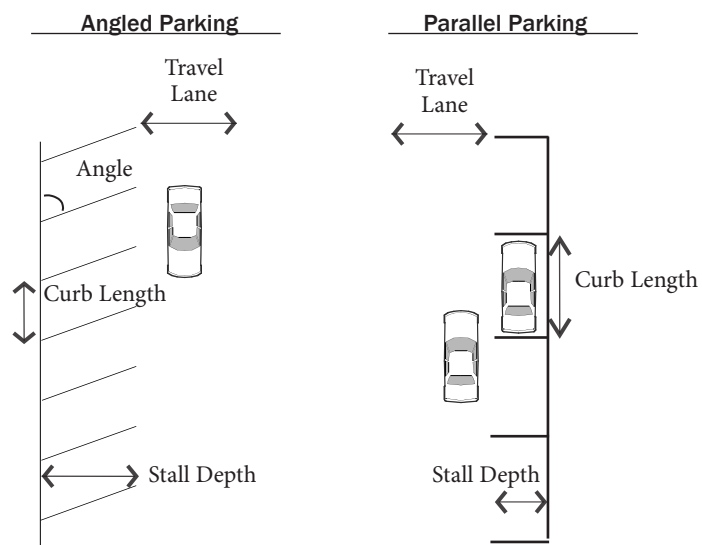 Angled Parking
Travel
Lane
Angle
Curb Length
Stall Depth
Parallel Parking
Travel
Lane
Curb Length
Stall Depth